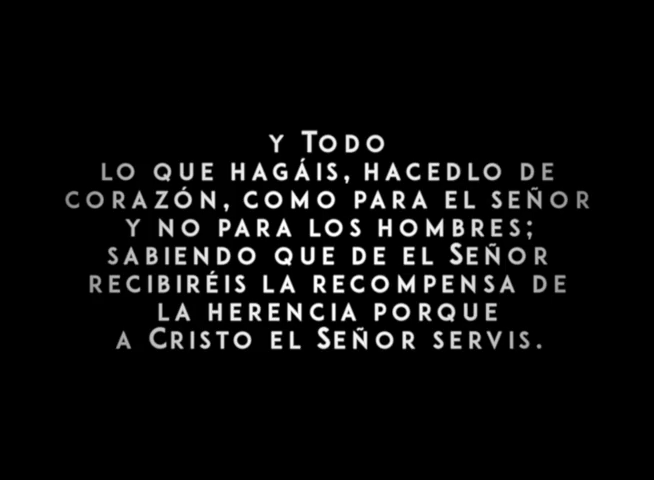 Y TODO
LO QUE HAGÁIS, HACEDLO DE
CORAZÓN, COMO PARA EL SEÑOR
Y NO PARA LOS HOMBRES;
SABIENDO QUE DE EL SEÑOR
RECIBIRÉIS LA RECOMPENSA DE
LA HERENCIA PORQUE
A CRISTO EL SEÑOR SERVIS.